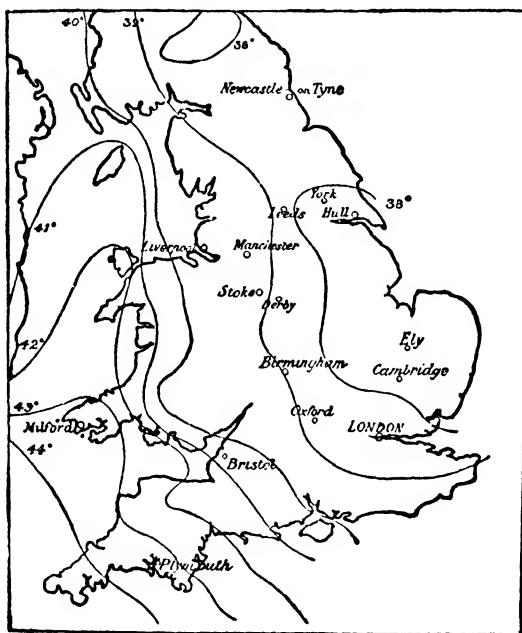 40°
39°
38°
Newcastle on Tyne
York
38°
Leeds
Hull
41°
Liverpool
Manchester
Stoke
Derby
42°
Ely
Birmingham
Cambridge
43°
Oxford
Milford
LONDON
44°
Bristol
Plymouth